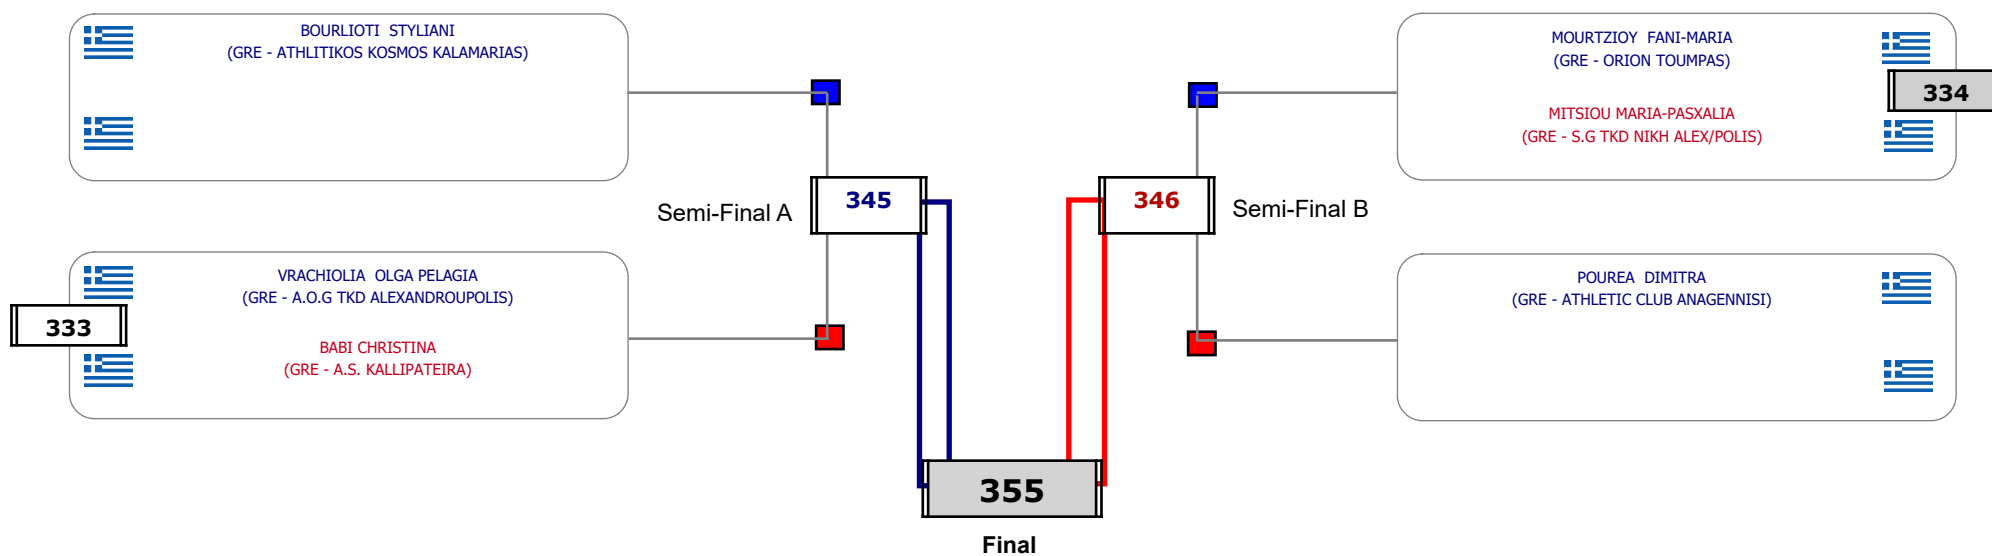 BOURLIOTI STYLIANI
(GRE - ATHLITIKOS KOSMOS KALAMARIAS)
MOURTZIOY FANI-MARIA
(GRE - ORION TOUMPAS)
334
MITSIOU MARIA-PASXALIA
(GRE - S.G TKD NIKH ALEX/POLIS)
Semi-Final A
345
346
Semi-Final B
VRACHIOLIA OLGA PELAGIA
(GRE - A.O.G TKD ALEXANDROUPOLIS)
333
BABI CHRISTINA
(GRE - A.S. KALLIPATEIRA)
POUREA DIMITRA
(GRE - ATHLETIC CLUB ANAGENNISI)
355
Final